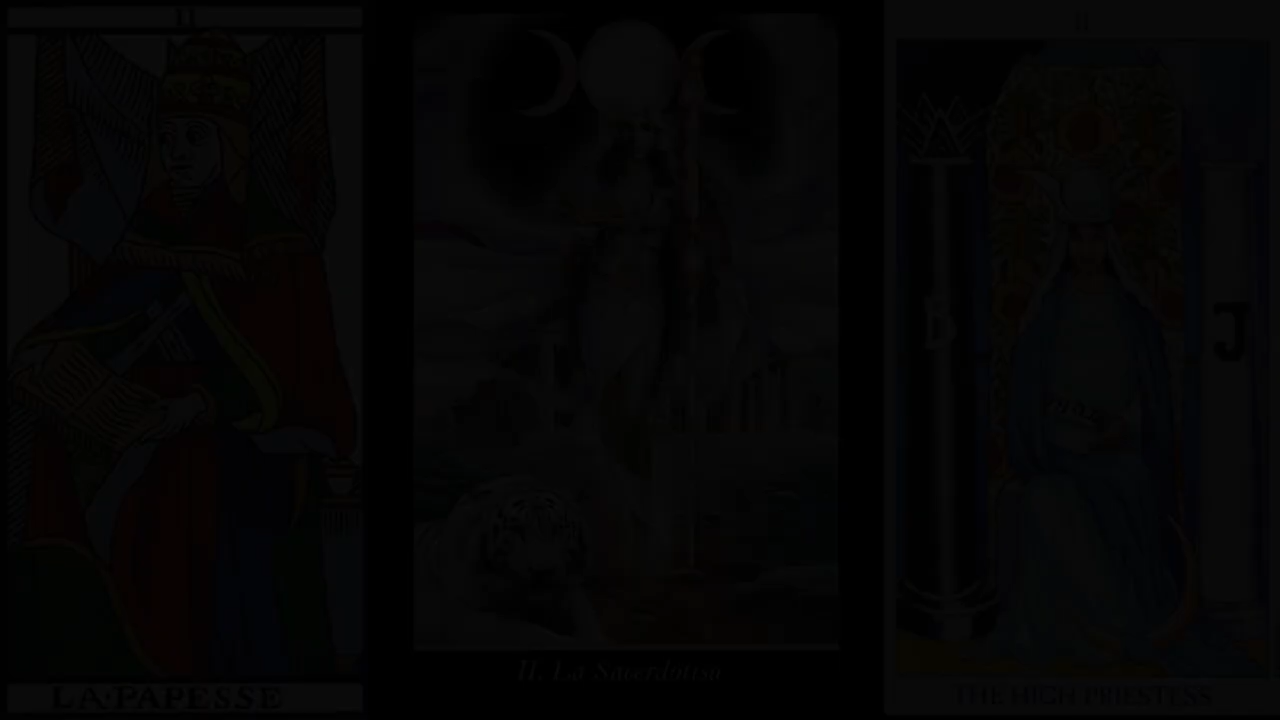 II
LA·PAPESSE
II. La Sacerdotisa
II
B
J
THE HIGH PRIESTESS